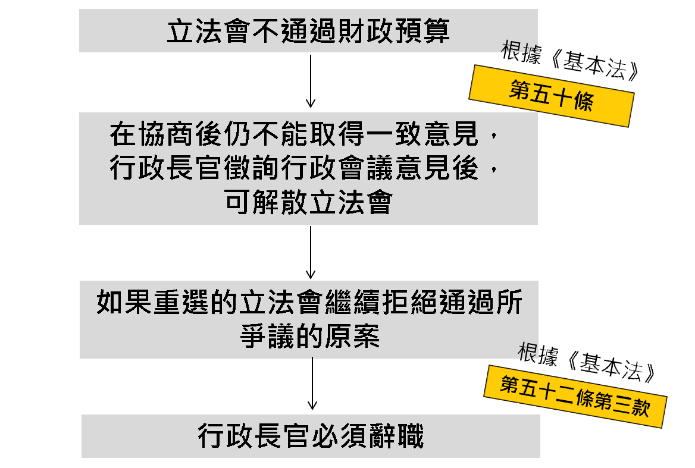 立法會不通過財政預算
根據《基本法》
第五十條
在協商後仍不能取得一致意見，
行政長官徵詢行政會議意見後，
可解散立法會
如果重選的立法會繼續拒絕通過所
爭議的原案
根據《基本法》
第五十二條第三款
行政長官必須辭職